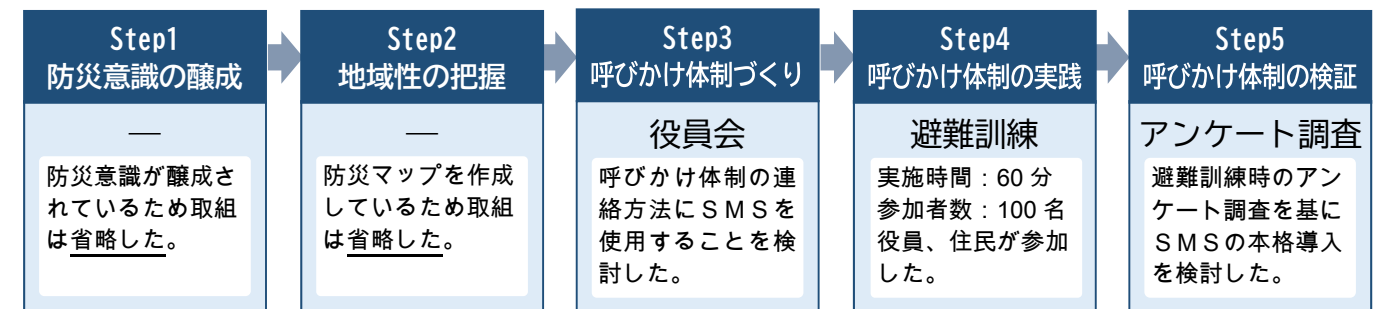 Step1
防災意識の醸成
―
防災意識が醸成さ
れているため取組
は省略した。
Step2
地域性の把握
―
防災マップを作成
しているため取組
は省略した。
Step3
呼びかけ体制づくり
役員会
呼びかけ体制の連
絡方法にＳＭＳを
使用することを検
討した。
Step4
呼びかけ体制の実践
避難訓練
実施時間：60 分
参加者数：100 名
役員、住民が参加
した。
Step5
呼びかけ体制の検証
アンケート調査
避難訓練時のアン
ケート調査を基に
ＳＭＳの本格導入
を検討した。